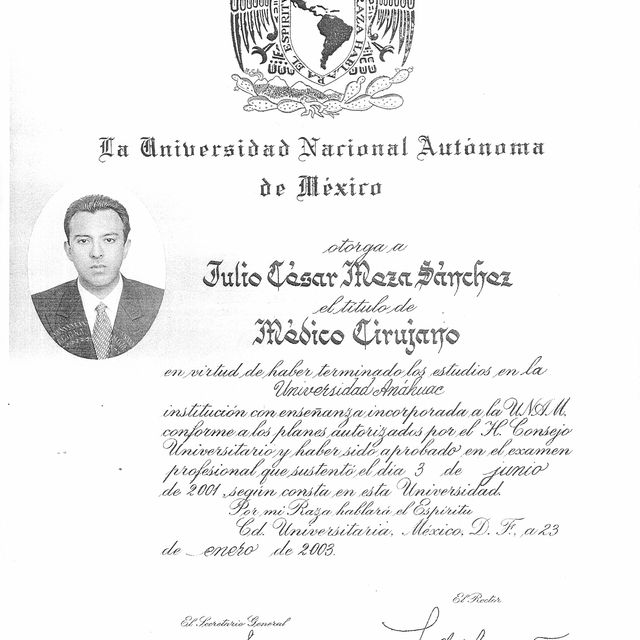 EL ESPIRITU
RAZA HABLARA
La Universidad Nacional Autónoma
de México
otorga a
Julio César Meza Sánchez
el título de
Médico Cirujano
en virtud de haber terminado los estudios en la
Universidad Anáhuac
institución con enseñanza incorporada a la U.N.A.M.
conforme a los planes autorizados por el H. Consejo
Universitario y haber sido aprobado en el examen
profesional que sustentó el día 3 de junio
de 2001, según consta en esta Universidad.
Por mi Raza hablará el Espíritu
Cd. Universitaria, México, D. F., a 23
de enero de 2003.
El Rector
El Secretario General